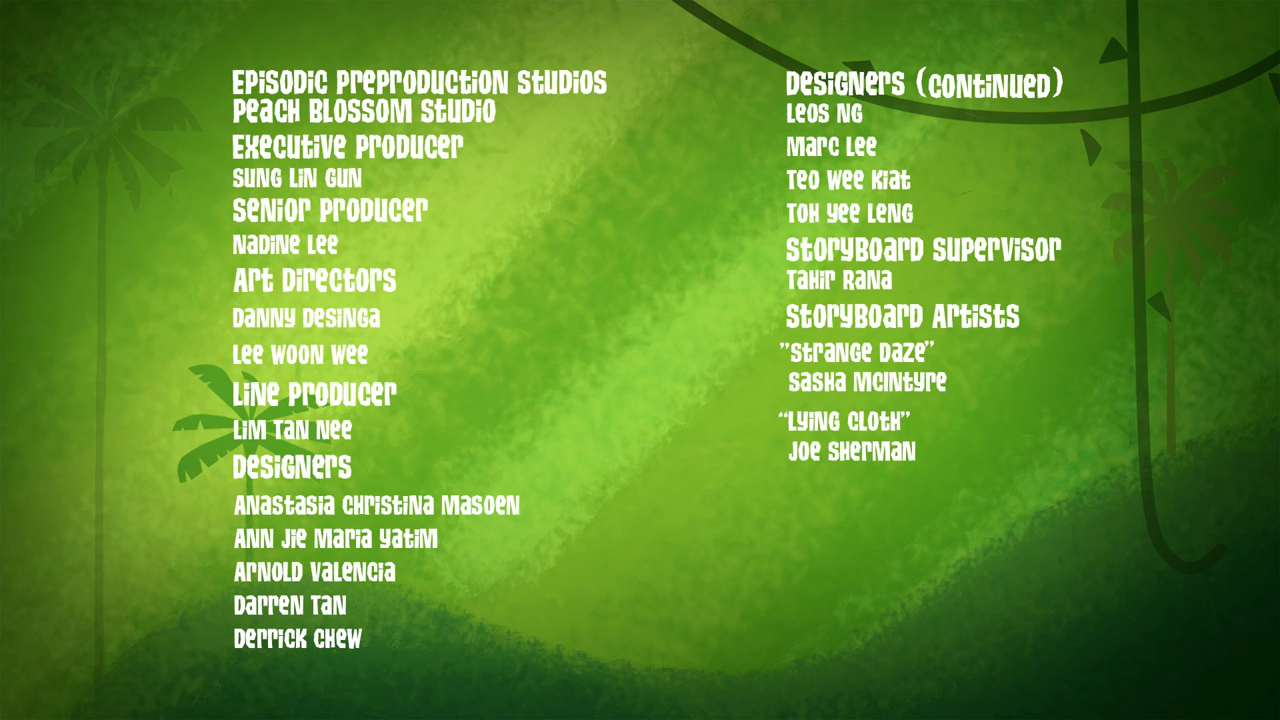 Episodic Preproduction Studios
Peach Blossom Studio
Executive Producer
Sung Lin Gun
Senior Producer
Nadine Lee
Art Directors
Danny Desinga
Lee Woon Wee
Line Producer
Lim Tan Nee
Designers
Anastasia Christina Masoen
Ann Jie Maria Yatim
Arnold Valencia
Darren Tan
Derrick Chew
Designers (continued)
Leos Ng
Marc Lee
Teo Wee Kiat
Toh Yee Leng
Storyboard Supervisor
Tahir Rana
Storyboard Artists
”Strange Daze”
Sasha McIntyre
“Lying Cloth”
Joe Sherman